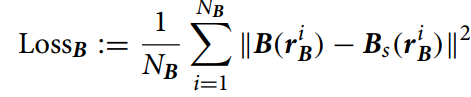 Loss_B := \frac{1}{N_B} \sum_{i=1}^{N_B} \|B(r_B^i) − B_s(r_B^i)\|^2